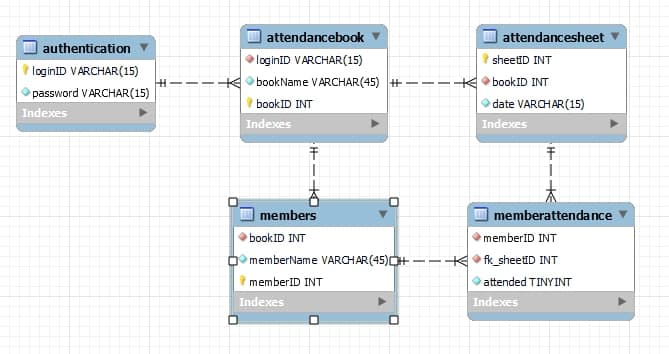 authentication
loginID VARCHAR(15)
password VARCHAR(15)
Indexes
attendancebook
loginID VARCHAR(15)
bookName VARCHAR(45)
bookID INT
Indexes
attendancesheet
sheetID INT
bookID INT
date VARCHAR(15)
Indexes
members
bookID INT
memberName VARCHAR(45)
memberID INT
Indexes
memberattendance
memberID INT
fk_sheetID INT
attended TINYINT
Indexes